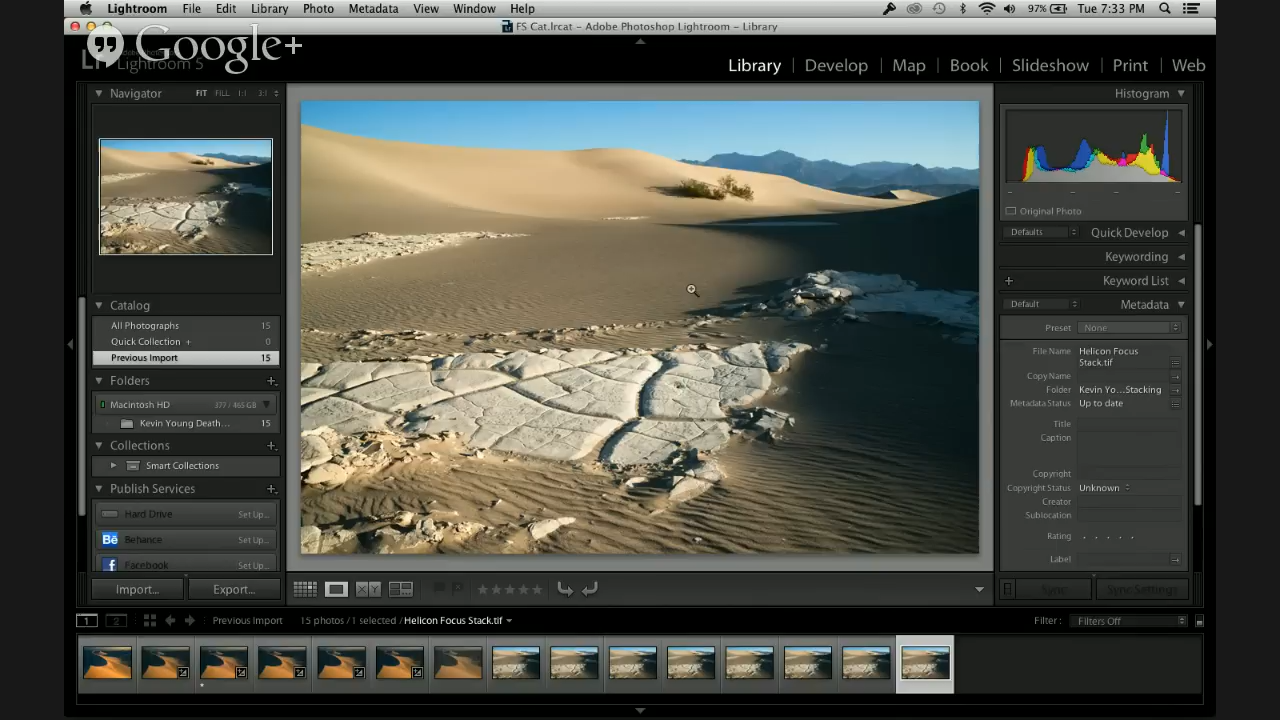 Lightroom File Edit Library Photo Metadata View Window Help 97% Tue 7:33 PM
FS Cat.lrcat – Adobe Photoshop Lightroom – Library
Google+
Lightroom 5
Library | Develop | Map | Book | Slideshow | Print | Web
Navigator FIT FILL 1:1 3:1
Histogram
Original Photo
Defaults Quick Develop
Keywording
Keyword List
Default Metadata
Preset None
File Name Helicon Focus
Stack.tif
Copy Name
Folder Kevin Yo...Stacking
Metadata Status Up to date
Title
Caption
Copyright
Copyright Status Unknown
Creator
Sublocation
Rating
Label
Sync Sync Settings
Catalog
All Photographs 15
Quick Collection + 0
Previous Import 15
Folders
Macintosh HD 377 / 465 GB
Kevin Young Death... 15
Collections
Smart Collections
Publish Services
Hard Drive Set Up...
Bē Behance Set Up...
f Facebook Set Up...
Import... Export...
XY
1 2 Previous Import 15 photos / 1 selected / Helicon Focus Stack.tif Filter : Filters Off